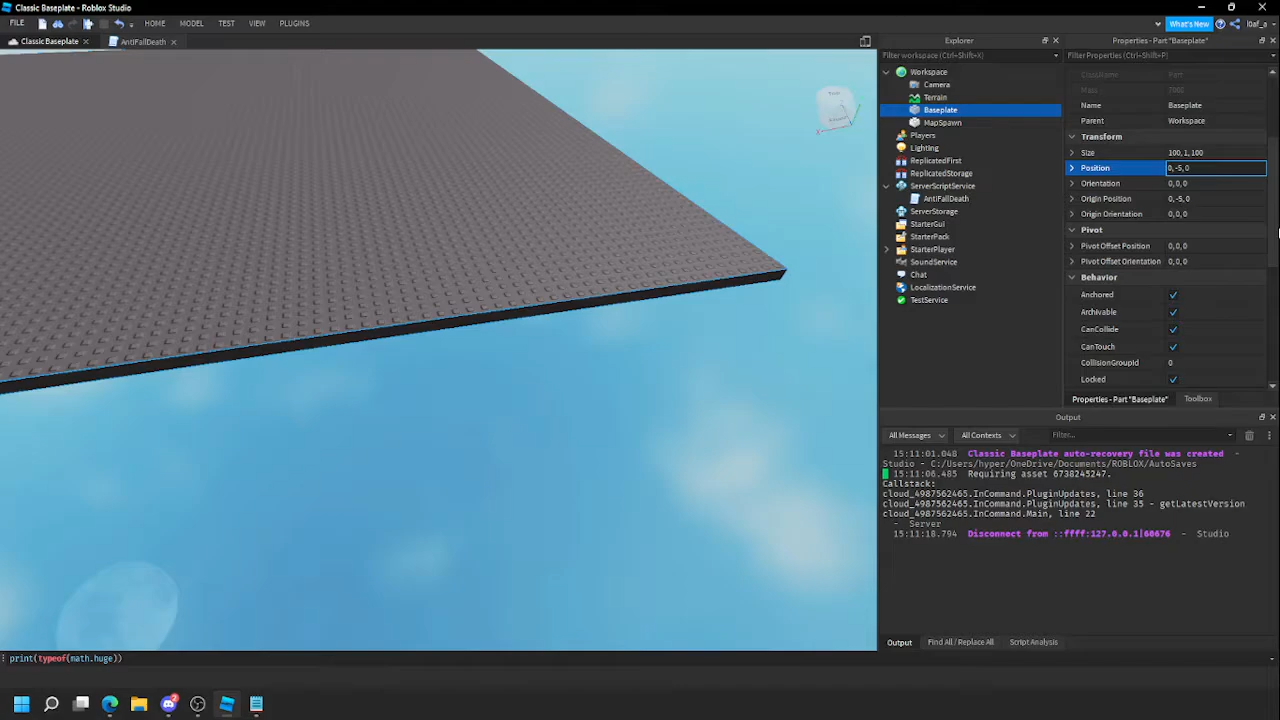 Classic Baseplate - Roblox Studio
FILE HOME MODEL TEST VIEW PLUGINS What's New
Classic Baseplate AntiFallDeath
Explorer
Filter workspace (Ctrl+Shift+X)
Workspace
Camera
Terrain
Baseplate
MapSpawn
Players
Lighting
ReplicatedFirst
ReplicatedStorage
ServerScriptService
AntiFallDeath
ServerStorage
StarterGui
StarterPack
StarterPlayer
SoundService
Chat
LocalizationService
TestService
Properties - Part "Baseplate"
Filter Properties (Ctrl+Shift+P)
ClassName Part
Mass
Name Baseplate
Parent Workspace
Transform
Size 100, 1, 100
Position 0, -5, 0
Orientation 0, 0, 0
Origin Position 0, -5, 0
Origin Orientation 0, 0, 0
Pivot
Pivot Offset Position 0, 0, 0
Pivot Offset Orientation 0, 0, 0
Behavior
Anchored
Archivable
CanCollide
CanTouch
CollisionGroupId 0
Locked
Properties - Part "Baseplate" Toolbox
Output
All Messages All Contexts Filter...
15:11:01.048 Classic Baseplate auto-recovery file was created -
Studio - C:/Users/hyper/OneDrive/Documents/ROBLOX/AutoSaves
15:11:06.485 Requiring asset 6738245247.
Callstack:
cloud_4987562465.InCommand.PluginUpdates, line 36
cloud_4987562465.InCommand.PluginUpdates, line 35 - getLatestVersion
cloud_4987562465.InCommand.Main, line 22
- Server
15:11:18.794 Disconnect from ::ffff:127.0.0.1|60676 - Studio
Output Find All / Replace All Script Analysis
print(typeof(math.huge))